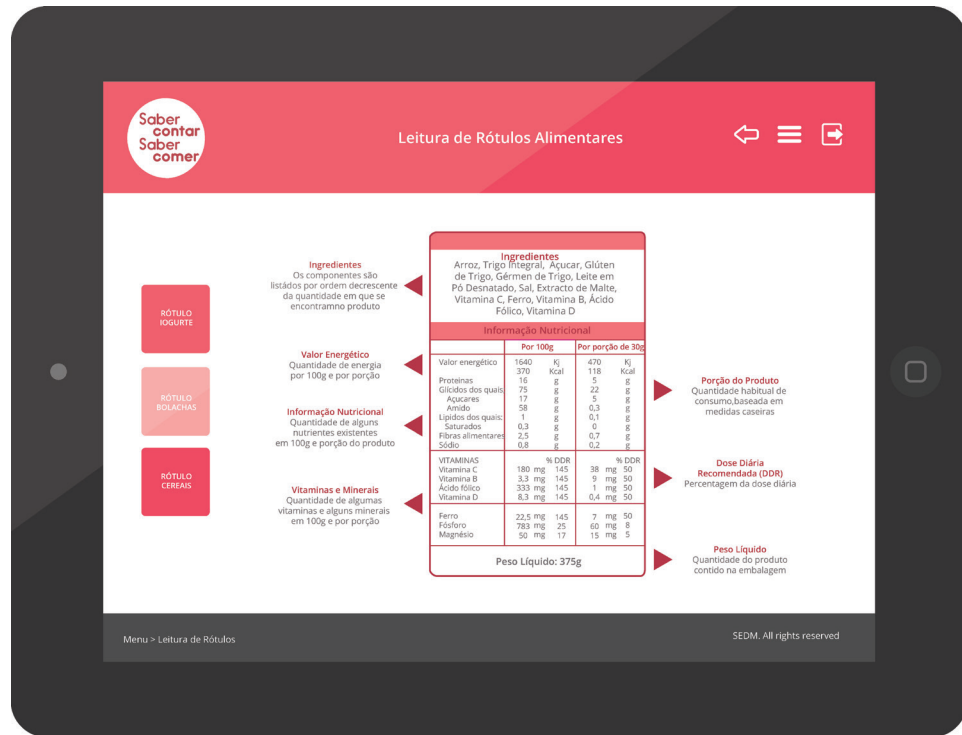 Saber
contar
Saber
comer
Leitura de Rótulos Alimentares
RÓTULO
IOGURTE
RÓTULO
BOLACHAS
RÓTULO
CEREAIS
Ingredientes
Os componentes são
listádos por ordem decrescente
da quantidade em que se
encontramno produto
Valor Energético
Quantidade de energia
por 100g e por porção
Informação Nutricional
Quantidade de alguns
nutrientes existentes
em 100g e porção do produto
Vitaminas e Minerais
Quantidade de algumas
vitaminas e alguns minerais
em 100g e por porção
Ingredientes
Arroz, Trigo Integral, Açucar, Glúten
de Trigo, Gérmen de Trigo, Leite em
Pó Desnatado, Sal, Extracto de Malte,
Vitamina C, Ferro, Vitamina B, Ácido
Fólico, Vitamina D
Informação Nutricional
Por 100g Por porção de 30g
Valor energético 1640 Kj 470 Kj
370 Kcal 118 Kcal
Proteinas 16 g 5 g
Glícidos dos quais 75 g 22 g
Açucares 17 g 5 g
Amido 58 g 0,3 g
Lipidos dos quais: 1 g 0,1 g
Saturados 0,3 g 0 g
Fibras alimentares 2,5 g 0,7 g
Sódio 0,8 g 0,2 g
VITAMINAS % DDR % DDR
Vitamina C 180 mg 145 38 mg 50
Vitamina B 3,3 mg 145 9 mg 50
Ácido fólico 333 mg 145 1 mg 50
Vitamina D 8,3 mg 145 0,4 mg 50
Ferro 22,5 mg 145 7 mg 50
Fósforo 783 mg 25 60 mg 8
Magnésio 50 mg 17 15 mg 5
Peso Líquido: 375g
Porção do Produto
Quantidade habitual de
consumo,baseada em
medidas caseiras
Dose Diária
Recomendada (DDR)
Percentagem da dose diária
Peso Líquido
Quantidade do produto
contido na embalagem
Menu > Leitura de Rótulos
SEDM. All rights reserved